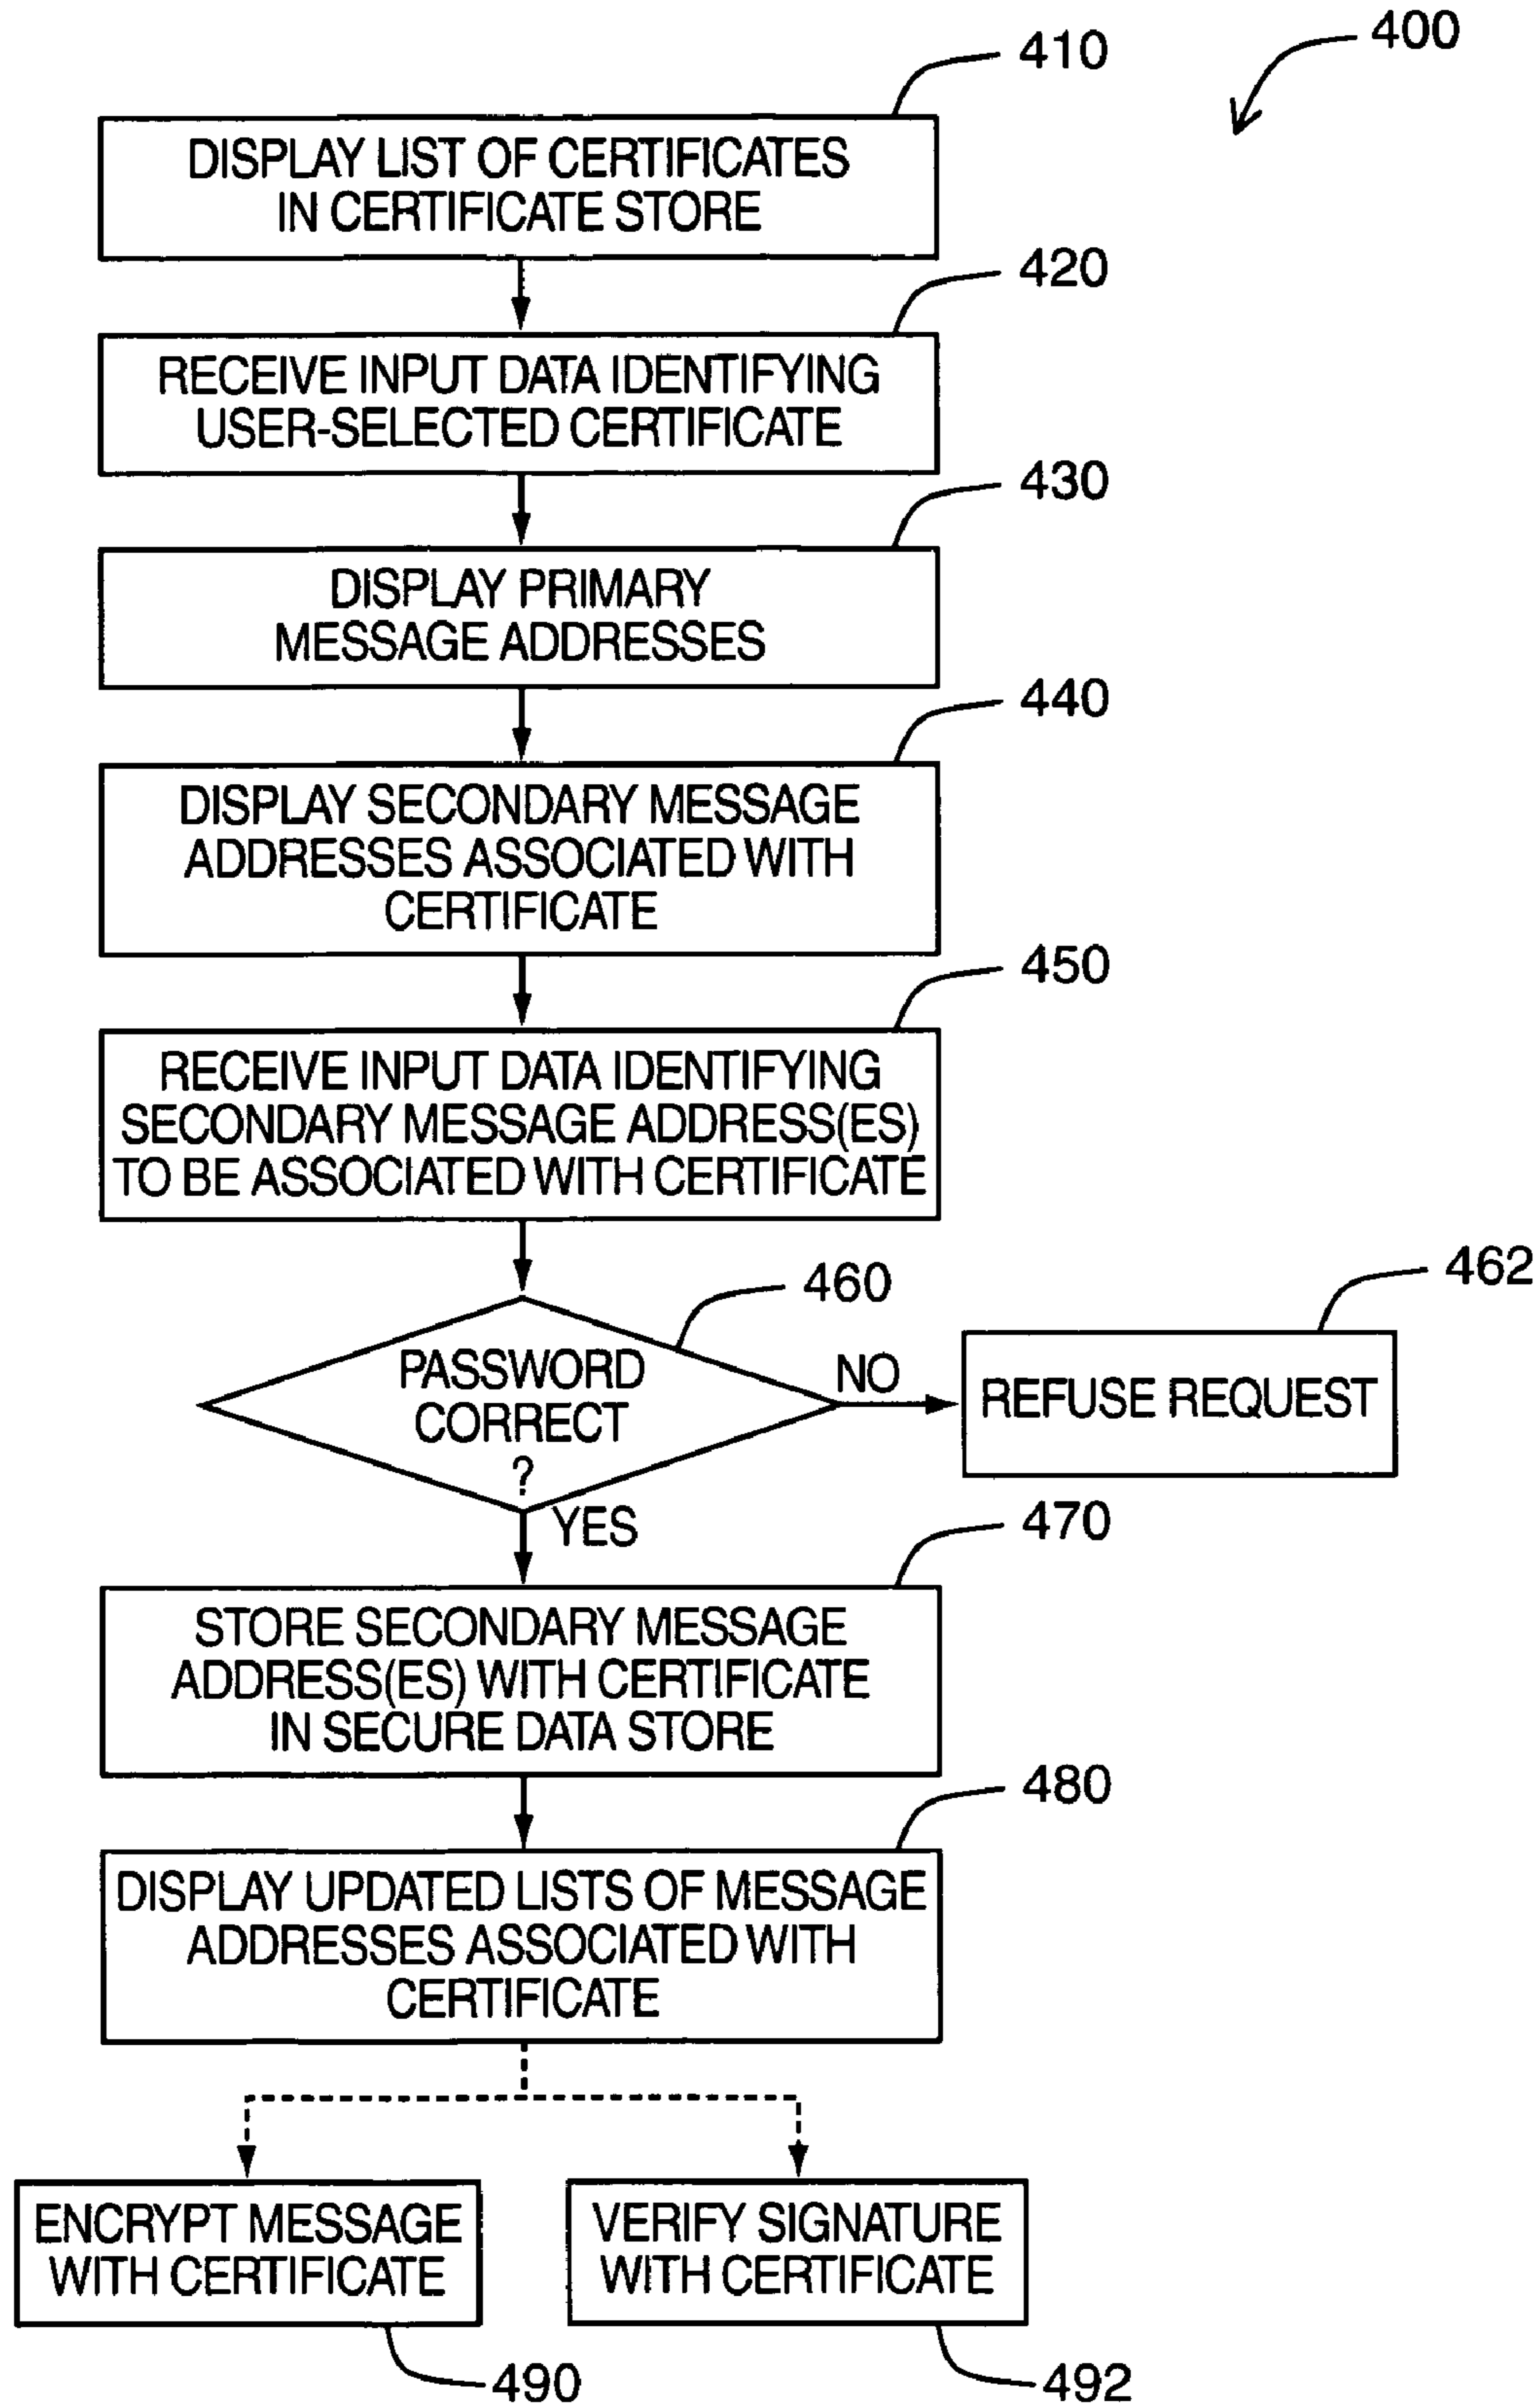 400
410
DISPLAY LIST OF CERTIFICATES
IN CERTIFICATE STORE
420
RECEIVE INPUT DATA IDENTIFYING
USER-SELECTED CERTIFICATE
430
DISPLAY PRIMARY
MESSAGE ADDRESSES
440
DISPLAY SECONDARY MESSAGE
ADDRESSES ASSOCIATED WITH
CERTIFICATE
450
RECEIVE INPUT DATA IDENTIFYING
SECONDARY MESSAGE ADDRESS(ES)
TO BE ASSOCIATED WITH CERTIFICATE
460
PASSWORD
CORRECT
?
NO
462
REFUSE REQUEST
YES
470
STORE SECONDARY MESSAGE
ADDRESS(ES) WITH CERTIFICATE
IN SECURE DATA STORE
480
DISPLAY UPDATED LISTS OF MESSAGE
ADDRESSES ASSOCIATED WITH
CERTIFICATE
ENCRYPT MESSAGE
WITH CERTIFICATE
490
VERIFY SIGNATURE
WITH CERTIFICATE
492